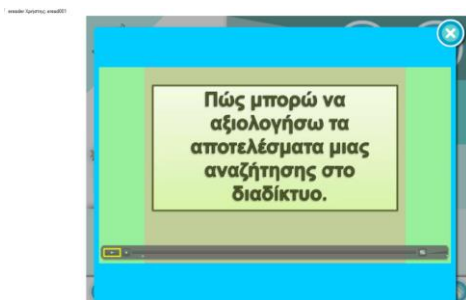 Πώς μπορώ να
αξιολογήσω τα
αποτελέσματα μιας
αναζήτησης στο
διαδίκτυο.